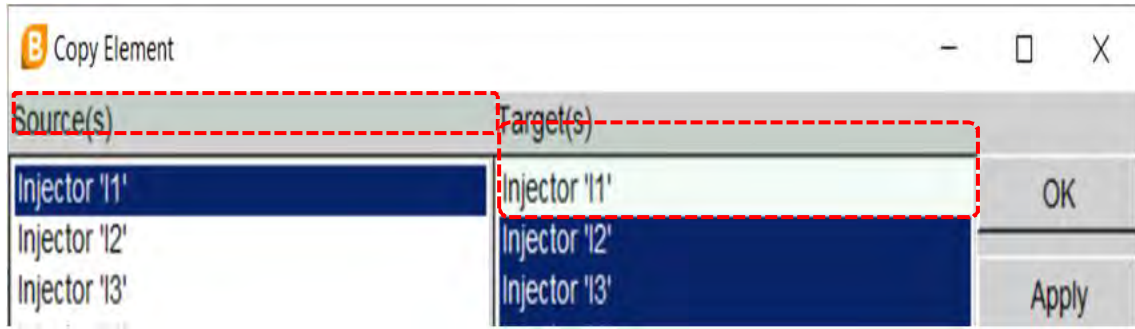 B Copy Element
Source(s) Target(s)
Injector 'I1' Injector 'I1' OK
Injector 'I2' Injector 'I2'
Injector 'I3' Injector 'I3' Apply